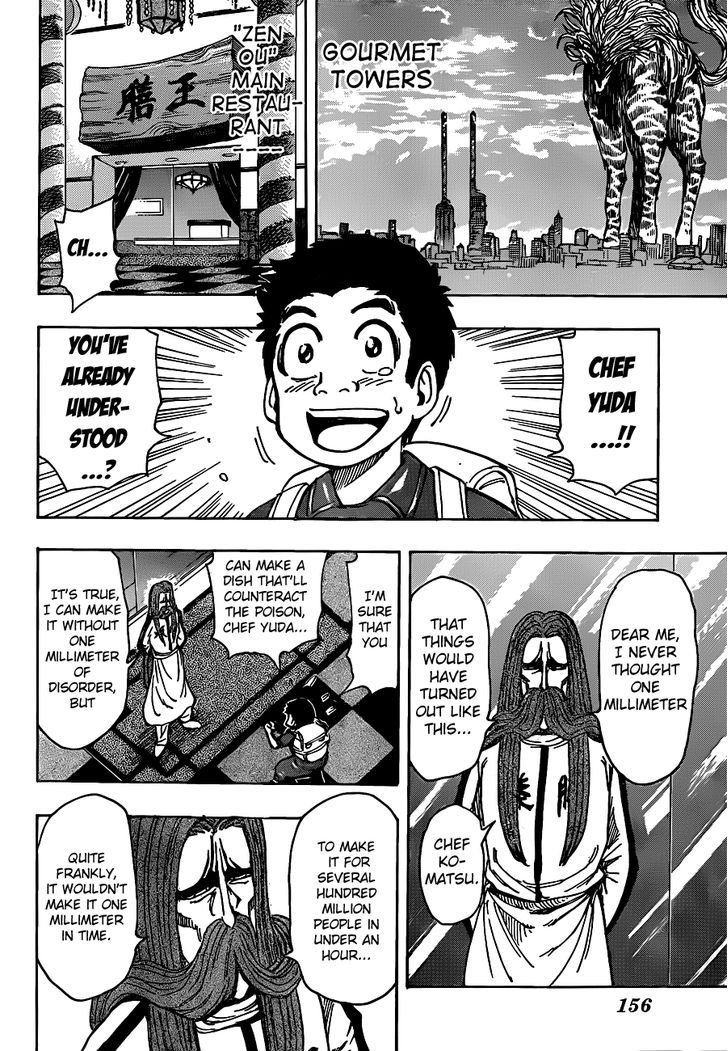 GOURMET
TOWERS
"ZEN
OU"
MAIN
RESTAU-
RANT
----
膳王
CH...
CHEF
YUDA
...!!
YOU'VE
ALREADY
UNDER-
STOOD
...?
DEAR ME,
I NEVER
THOUGHT
ONE
MILLIMETER
THAT
THINGS
WOULD
HAVE
TURNED
OUT LIKE
THIS...
CHEF
KO-
MATSU.
I'M
SURE
THAT
YOU
CAN MAKE A
DISH THAT'LL
COUNTERACT
THE POISON,
CHEF YUDA...
IT'S TRUE,
I CAN MAKE
IT WITHOUT
ONE
MILLIMETER
OF
DISORDER,
BUT
TO MAKE
IT FOR
SEVERAL
HUNDRED
MILLION
PEOPLE IN
UNDER AN
HOUR...
QUITE
FRANKLY,
IT WOULDN'T
MAKE IT ONE
MILLIMETER
IN TIME.
156